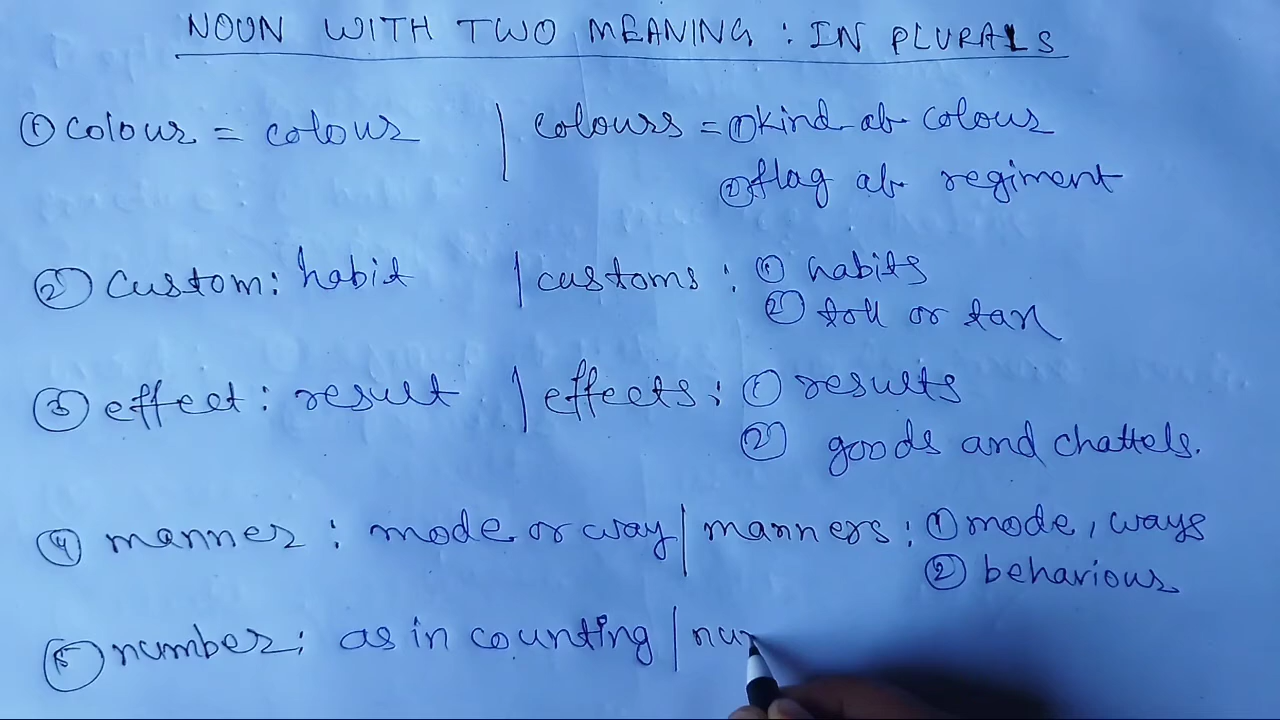 NOUN WITH TWO MEANING : IN PLURALS
① colour = colour | colours = ① kind of colour
② flag of regiment
② Custom : habit | customs : ① habits
② toll or tax
③ effect : result | effects : ① results
② goods and chattels.
④ manner : mode or way | manners : ① mode, ways
② behaviour
⑤ number : as in counting | num